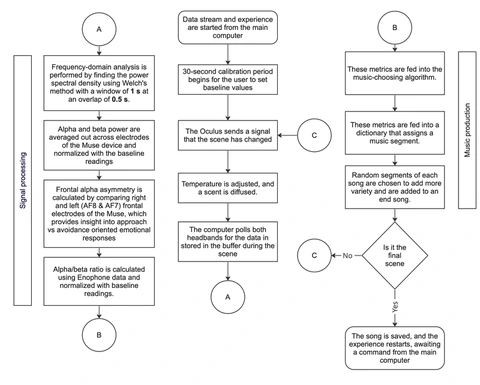 Signal processing
A
Frequency-domain analysis is
performed by finding the power
spectral density using Welch's
method with a window of 1 s at
an overlap of 0.5 s.
Alpha and beta power are
averaged out across electrodes
of the Muse device and
normalized with the baseline
readings
Frontal alpha asymmetry is
calculated by comparing right
and left (AF8 & AF7) frontal
electrodes of the Muse, which
provides insight into approach
vs avoidance oriented emotional
responses
Alpha/beta ratio is calculated
using Enophone data and
normalized with baseline
readings.
B
Data stream and experience
are started from the main
computer
30-second calibration period
begins for the user to set
baseline values
The Oculus sends a signal
that the scene has changed
C
Temperature is adjusted, and
a scent is diffused.
The computer polls both
headbands for the data in
stored in the buffer during the
scene
A
B
These metrics are fed into the
music-choosing algorithm.
These metrics are fed into a
dictionary that assigns a
music segment.
Random segments of each
song are chosen to add more
variety and are added to an
end song.
Is it the
final
scene
No
C
Yes
The song is saved, and the
experience restarts, awaiting
a command from the main
computer
Music production